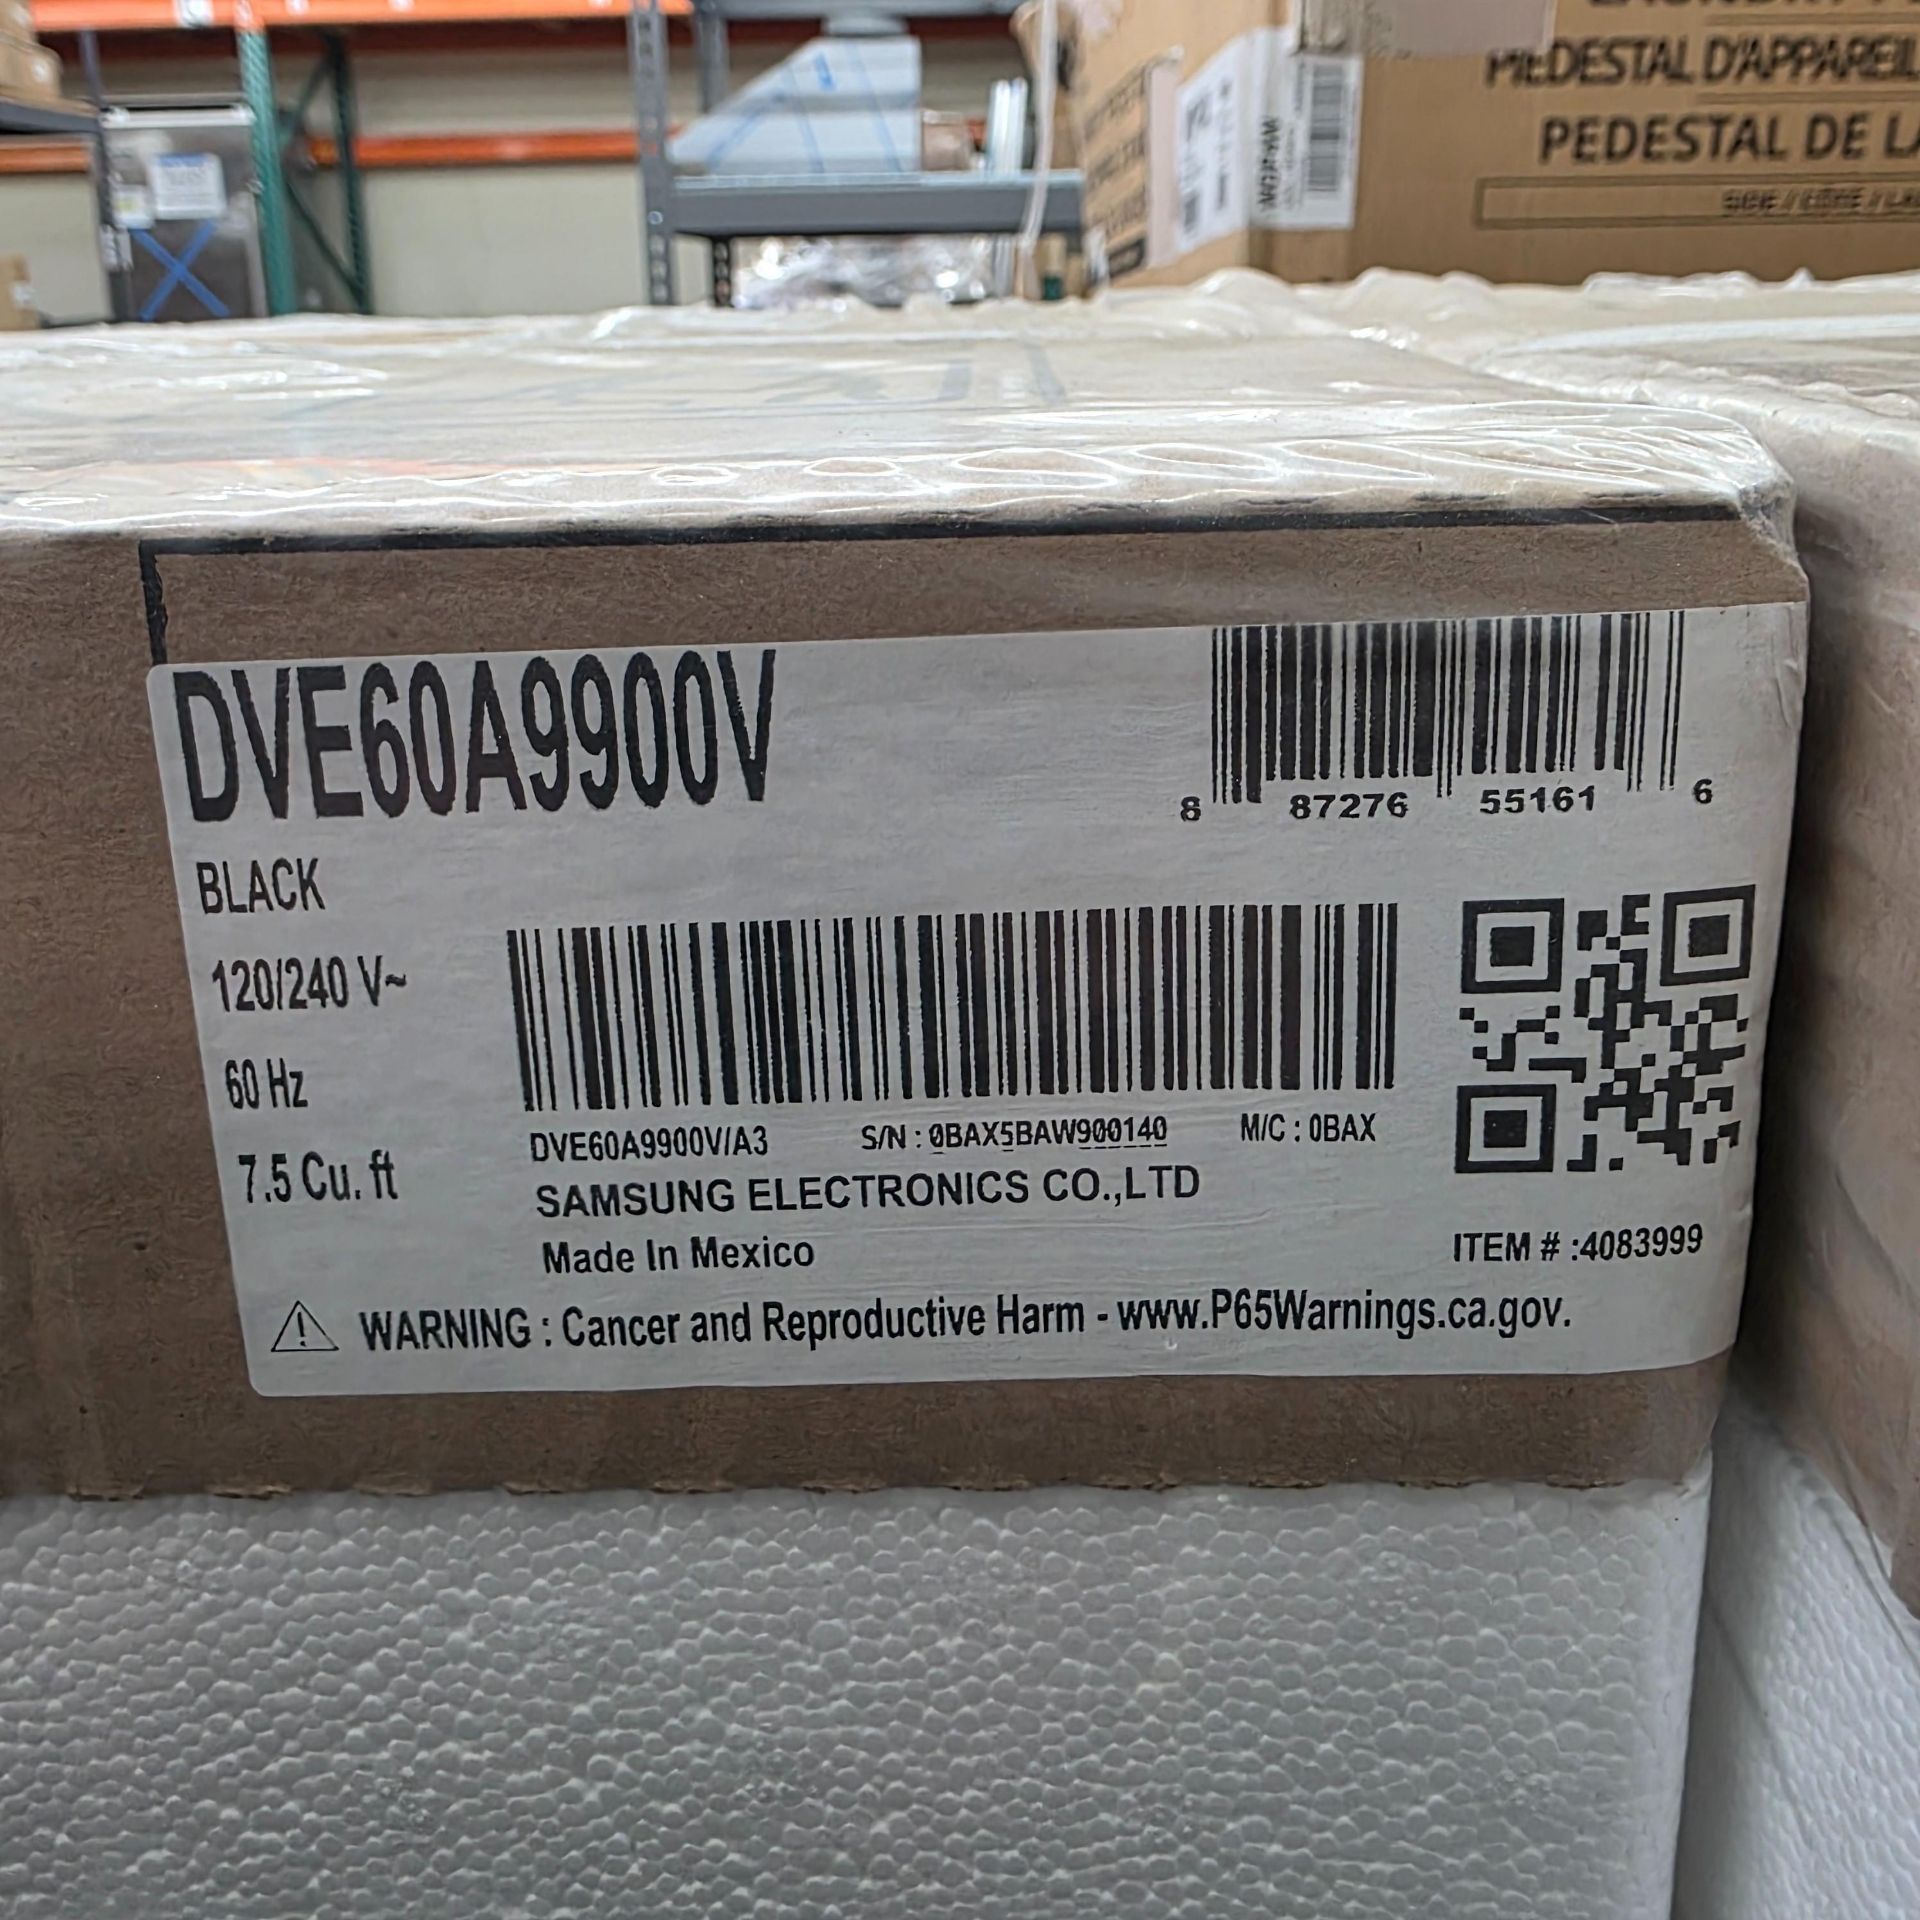 PIEDESTAL D'APPAREIL
PEDESTAL DE LA
DVE60A9900V
8 87276 55161 6
BLACK
120/240 V~
60 Hz
7.5 Cu. ft
DVE60A9900V/A3 S/N : 0BAX5BAW900140 M/C : 0BAX
SAMSUNG ELECTRONICS CO.,LTD
Made In Mexico
ITEM # :4083999
⚠ WARNING : Cancer and Reproductive Harm - www.P65Warnings.ca.gov.